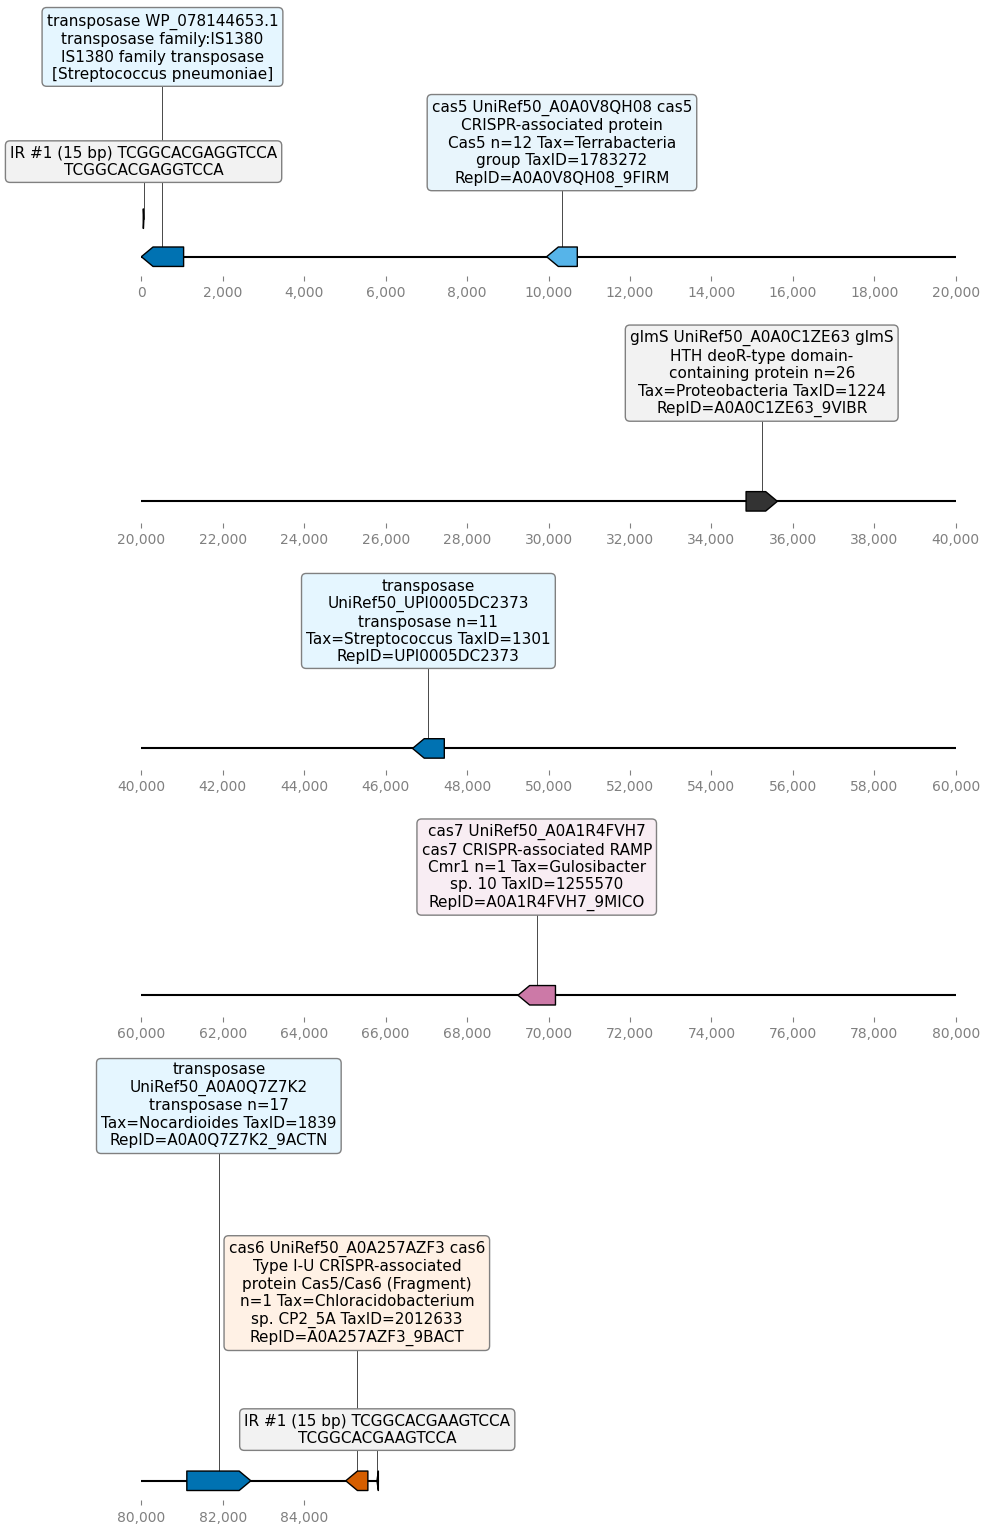 transposase WP_078144653.1
transposase family:IS1380
IS1380 family transposase
[Streptococcus pneumoniae]
cas5 UniRef50_A0A0V8QH08 cas5
CRISPR-associated protein
Cas5 n=12 Tax=Terrabacteria
group TaxID=1783272
RepID=A0A0V8QH08_9FIRM
IR #1 (15 bp) TCGGCACGAGGTCCA
TCGGCACGAGGTCCA
0 2,000 4,000 6,000 8,000 10,000 12,000 14,000 16,000 18,000 20,000
glmS UniRef50_A0A0C1ZE63 glmS
HTH deoR-type domain-
containing protein n=26
Tax=Proteobacteria TaxID=1224
RepID=A0A0C1ZE63_9VIBR
20,000 22,000 24,000 26,000 28,000 30,000 32,000 34,000 36,000 38,000 40,000
transposase
UniRef50_UPI0005DC2373
transposase n=11
Tax=Streptococcus TaxID=1301
RepID=UPI0005DC2373
40,000 42,000 44,000 46,000 48,000 50,000 52,000 54,000 56,000 58,000 60,000
cas7 UniRef50_A0A1R4FVH7
cas7 CRISPR-associated RAMP
Cmr1 n=1 Tax=Gulosibacter
sp. 10 TaxID=1255570
RepID=A0A1R4FVH7_9MICO
60,000 62,000 64,000 66,000 68,000 70,000 72,000 74,000 76,000 78,000 80,000
transposase
UniRef50_A0A0Q7Z7K2
transposase n=17
Tax=Nocardioides TaxID=1839
RepID=A0A0Q7Z7K2_9ACTN
cas6 UniRef50_A0A257AZF3 cas6
Type I-U CRISPR-associated
protein Cas5/Cas6 (Fragment)
n=1 Tax=Chloracidobacterium
sp. CP2_5A TaxID=2012633
RepID=A0A257AZF3_9BACT
IR #1 (15 bp) TCGGCACGAAGTCCA
TCGGCACGAAGTCCA
80,000 82,000 84,000